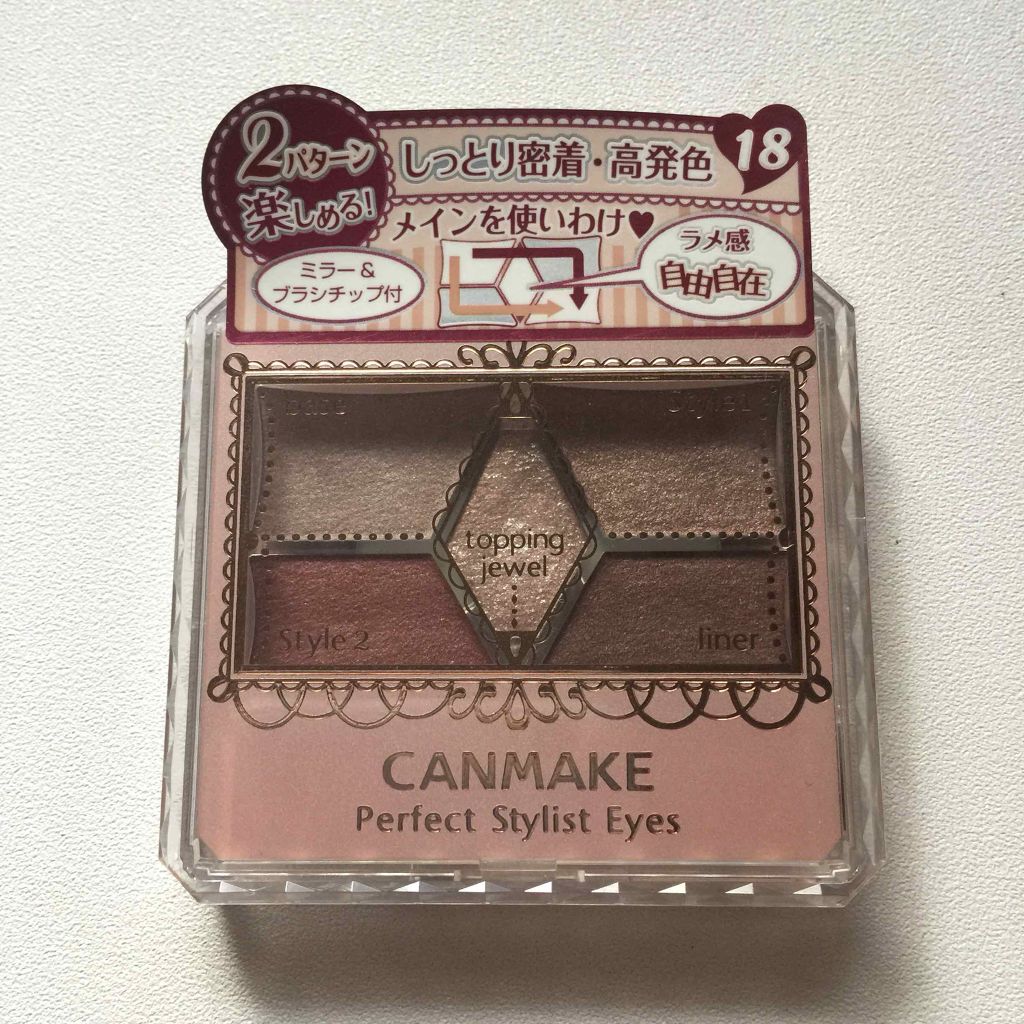 2パターン
楽しめる!
しっとり密着・高発色
18
メインを使いわけ♥
ミラー &
ブラシチップ付
ラメ感
自由自在
base
Style1
topping
jewel
Style 2
liner
CANMAKE
Perfect Stylist Eyes